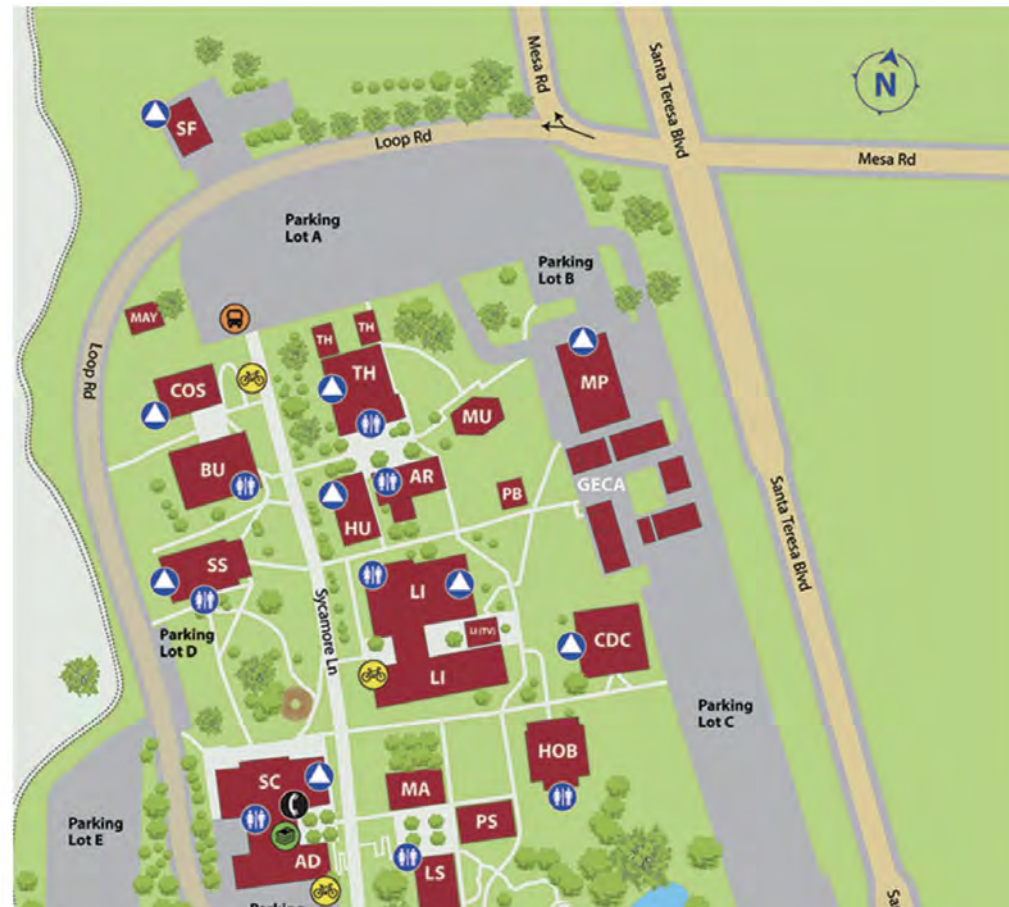 Mesa Rd
Santa Teresa Blvd
N
SF
Loop Rd
Mesa Rd
Parking
Lot A
Parking
Lot B
MAY
TH
TH
Loop Rd
COS
TH
MP
MU
BU
AR
PB
GECA
HU
Santa Teresa Blvd
SS
LI
Sycamore Ln
LI (TV)
CDC
Parking
Lot D
LI
Parking
Lot C
HOB
SC
MA
PS
Parking
Lot E
AD
LS